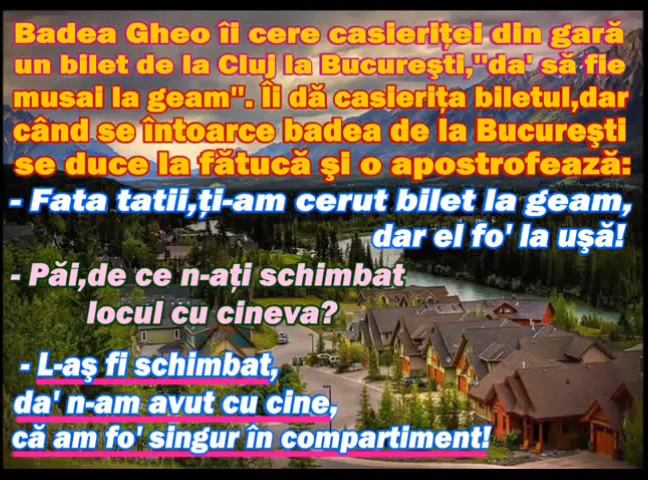 Badea Gheo îi cere casieriței din gară
un bilet de la Cluj la Bucureşti,"da' să fie
musai la geam". Îi dă casierița biletul,dar
când se întoarce badea de la Bucureşti
se duce la fătucă şi o apostrofează:
- Fata tatii,ți-am cerut bilet la geam,
dar el fo' la uşă!
- Păi,de ce n-ați schimbat
locul cu cineva?
- L-aş fi schimbat,
da' n-am avut cu cine,
că am fo' singur în compartiment!